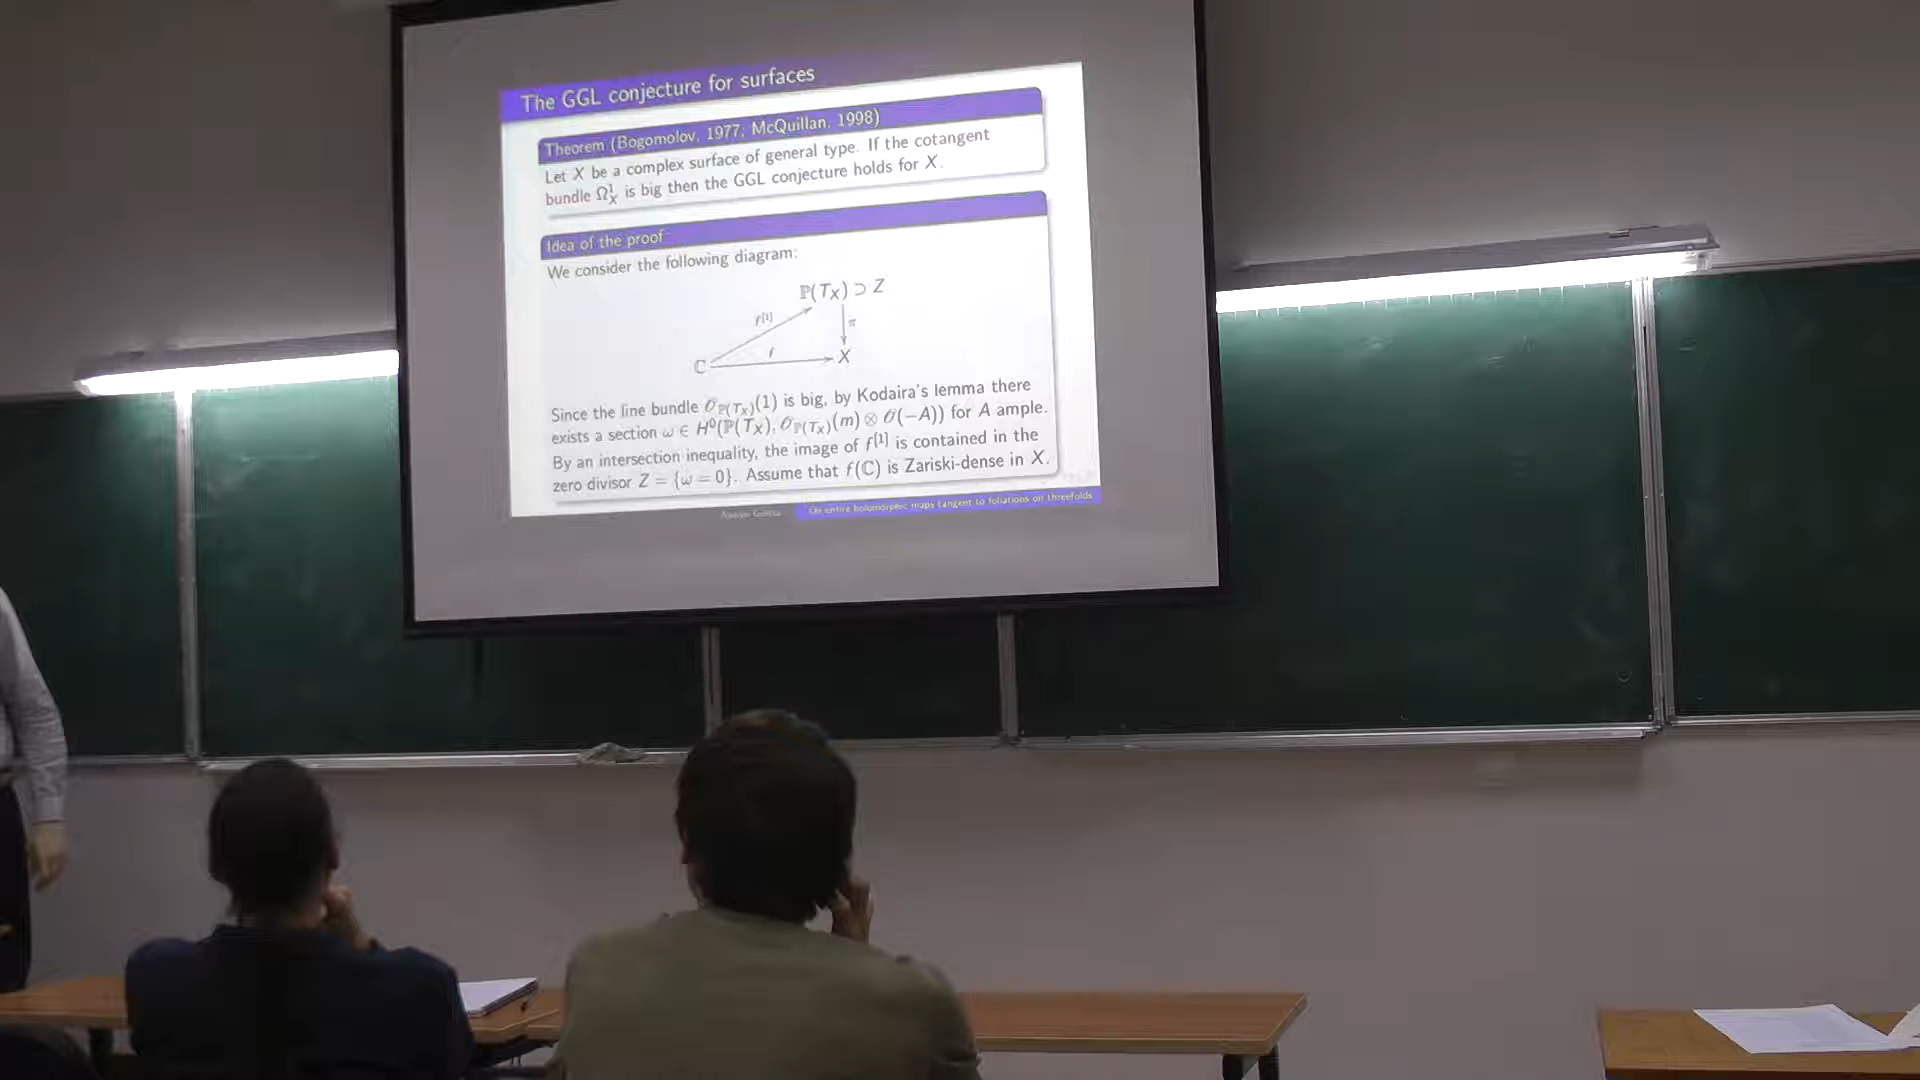 The GGL conjecture for surfaces
Theorem (Bogomolov, 1977; McQuillan, 1998)
Let X be a complex surface of general type. If the cotangent
bundle Ω¹_X is big then the GGL conjecture holds for X.
Idea of the proof
We consider the following diagram:
ℙ(T_X) ⊃ Z
f^[1]
π
f
ℂ
X
Since the line bundle 𝒪_ℙ(T_X)(1) is big, by Kodaira's lemma there
exists a section ω ∈ H⁰(ℙ(T_X), 𝒪_ℙ(T_X)(m) ⊗ 𝒪(−A)) for A ample.
By an intersection inequality, the image of f^[1] is contained in the
zero divisor Z = {ω = 0}. Assume that f(ℂ) is Zariski-dense in X.
On entire holomorphic maps tangent to foliations on threefolds